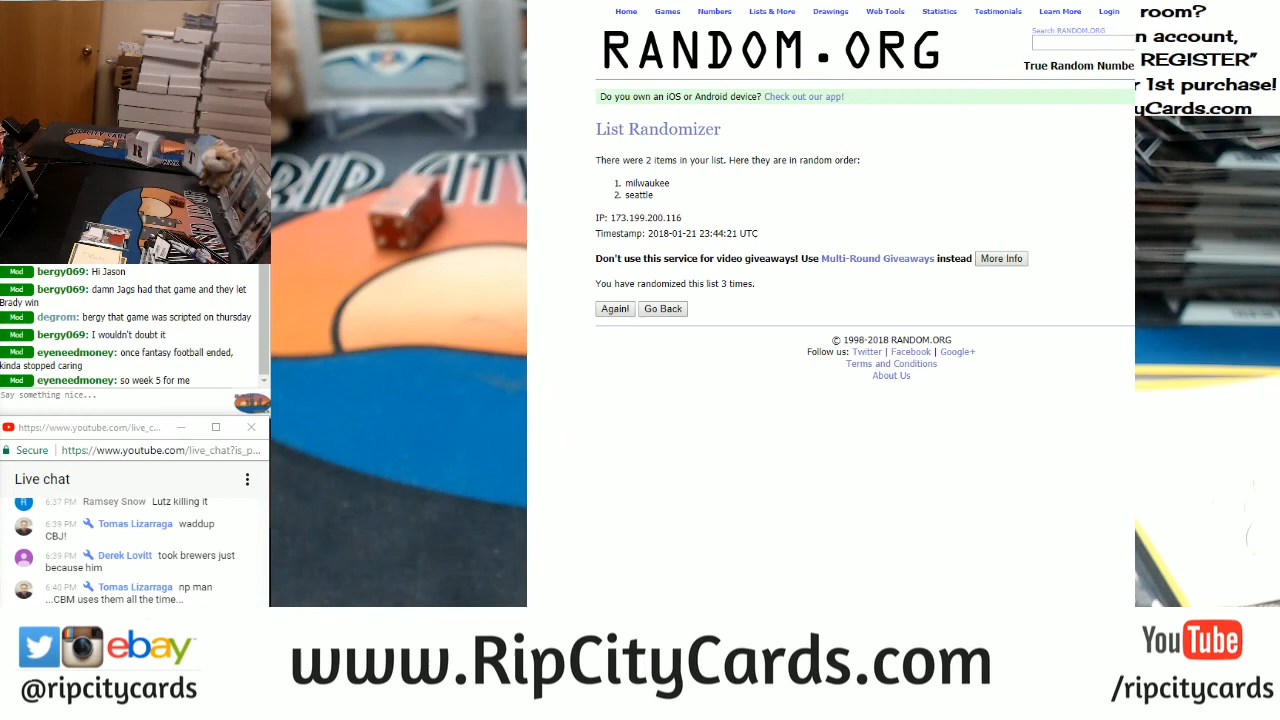 Home Games Numbers Lists & More Drawings Web Tools Statistics Testimonials Learn More Login
Search RANDOM.ORG
RANDOM.ORG
True Random Numbe
Do you own an iOS or Android device? Check out our app!
List Randomizer
There were 2 items in your list. Here they are in random order:
1. milwaukee
2. seattle
IP: 173.199.200.116
Timestamp: 2018-01-21 23:44:21 UTC
Don't use this service for video giveaways! Use Multi-Round Giveaways instead More Info
You have randomized this list 3 times.
Again! Go Back
© 1998-2018 RANDOM.ORG
Follow us: Twitter | Facebook | Google+
Terms and Conditions
About Us
room?
n account,
REGISTER"
r 1st purchase!
yCards.com
RIP CITY
R T
Mod bergy069: Hi Jason
Mod bergy069: damn Jags had that game and they let
Brady win
Mod degrom: bergy that game was scripted on thursday
Mod bergy069: I wouldn't doubt it
Mod eyeneedmoney: once fantasy football ended,
kinda stopped caring
Mod eyeneedmoney: so week 5 for me
Say something nice...
https://www.youtube.com/live_c...
Secure https://www.youtube.com/live_chat?is_p...
Live chat
R 6:37 PM Ramsey Snow Lutz killing it
6:39 PM Tomas Lizarraga waddup
CBJ!
6:39 PM Derek Lovitt took brewers just
because him
6:40 PM Tomas Lizarraga np man
...CBM uses them all the time...
ebay
@ripcitycards
www.RipCityCards.com
YouTube
/ripcitycards